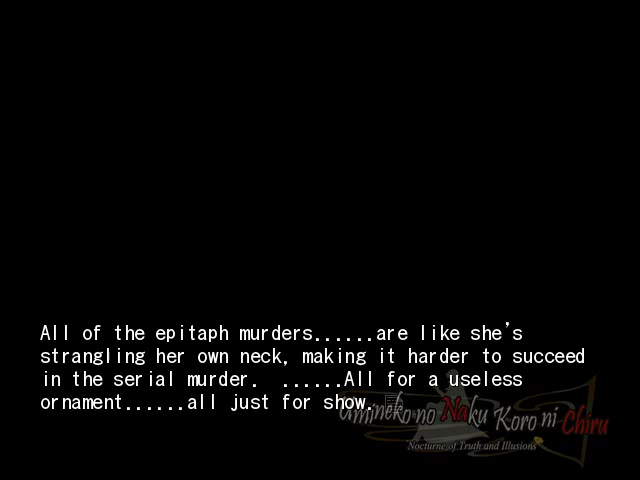 All of the epitaph murders......are like she's
strangling her own neck, making it harder to succeed
in the serial murder.  ......All for a useless
ornament......all just for show.
Umineko no Naku Koro ni Chiru
Nocturne of Truth and Illusions